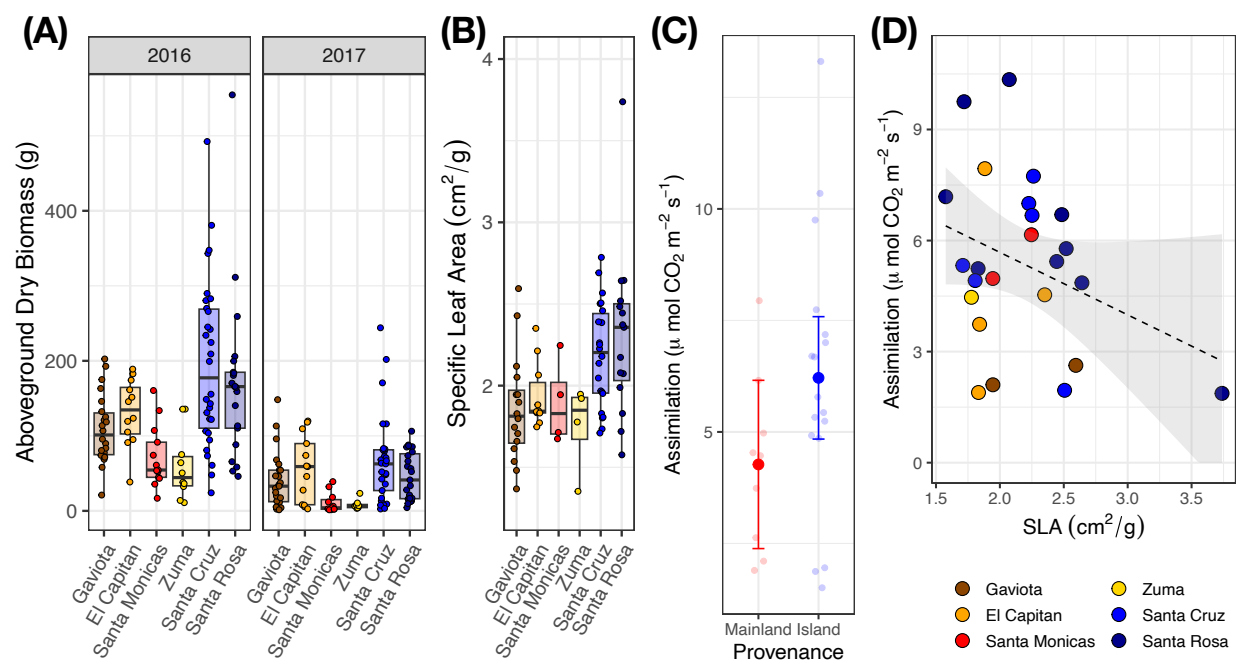 (A)
2016
2017
Aboveground Dry Biomass (g)
400
200
0
Gaviota
El Capitan
Santa Monicas
Zuma
Santa Cruz
Santa Rosa
Gaviota
El Capitan
Santa Monicas
Zuma
Santa Cruz
Santa Rosa
(B)
Specific Leaf Area (cm²/g)
4
2
Gaviota
El Capitan
Santa Monicas
Zuma
Santa Cruz
Santa Rosa
(C)
Assimilation (μ mol CO₂ m⁻² s⁻¹)
10
5
Mainland Island
Provenance
(D)
Assimilation (μ mol CO₂ m⁻² s⁻¹)
9
6
3
0
1.5 2.0 2.5 3.0 3.5
SLA (cm²/g)
Gaviota
El Capitan
Santa Monicas
Zuma
Santa Cruz
Santa Rosa